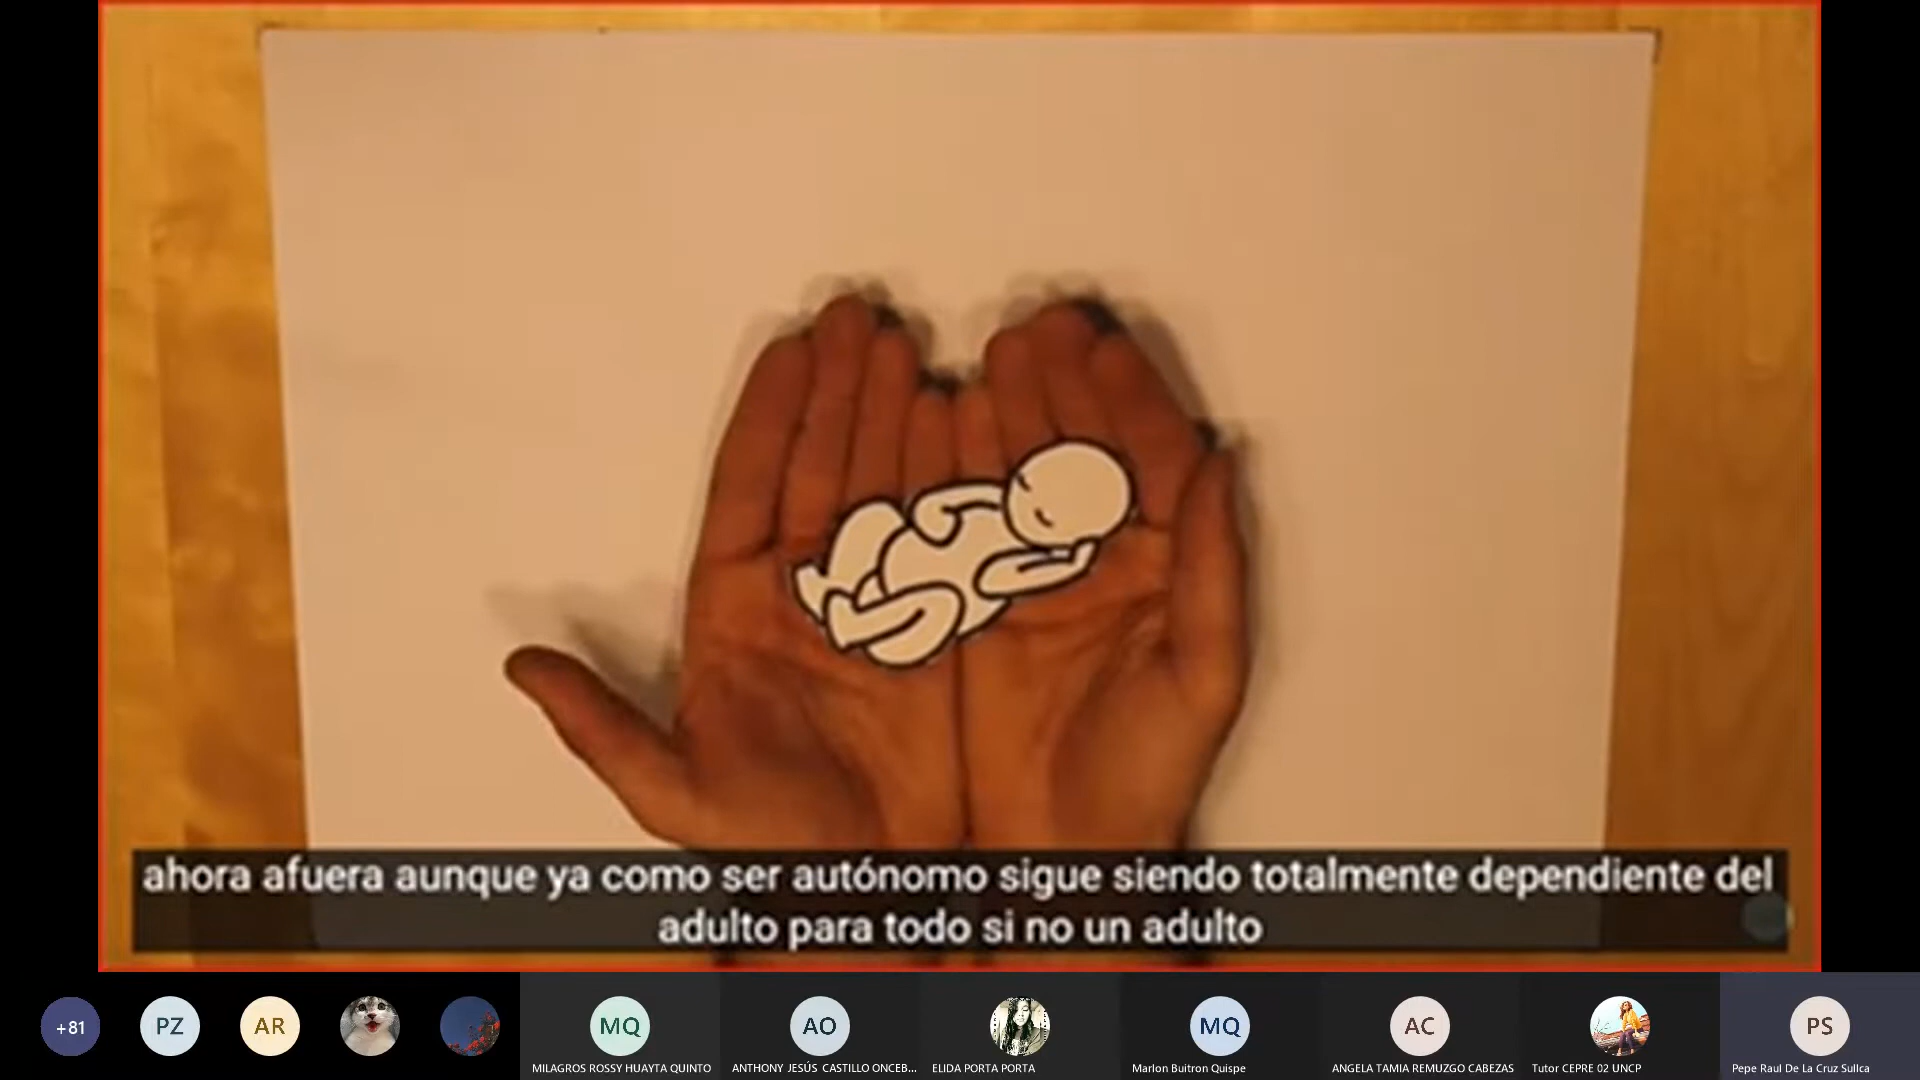 ahora afuera aunque ya como ser autónomo sigue siendo totalmente dependiente del
adulto para todo si no un adulto
+81
PZ
AR
MQ
AO
MQ
AC
PS
MILAGROS ROSSY HUAYTA QUINTO
ANTHONY JESÚS CASTILLO ONCEB...
ELIDA PORTA PORTA
Marlon Buitron Quispe
ANGELA TAMIA REMUZGO CABEZAS
Tutor CEPRE 02 UNCP
Pepe Raul De La Cruz Sullca